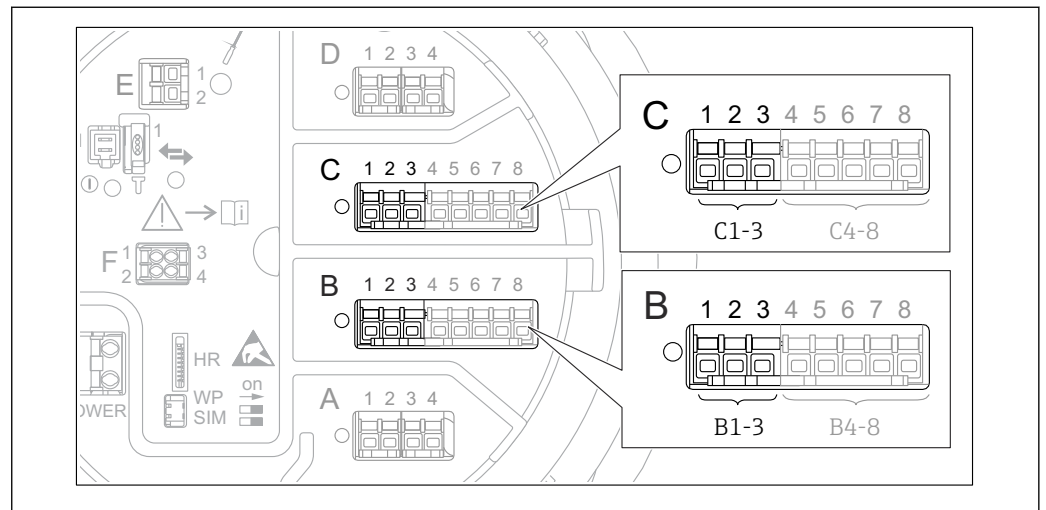 D 1 2 3 4
E 1
2
1
C 1 2 3 4 5 6 7 8
i
F 1 3
2 4
B 1 2 3 4 5 6 7 8
HR
WP on
SIM
OWER
A 1 2 3 4
C 1 2 3 4 5 6 7 8
C1-3 C4-8
B 1 2 3 4 5 6 7 8
B1-3 B4-8